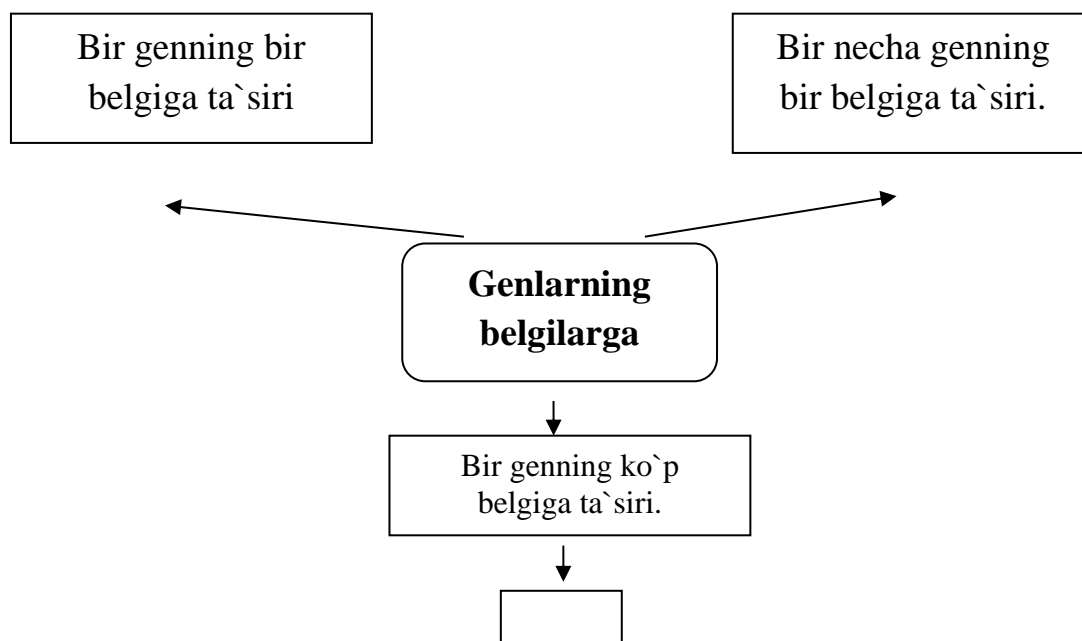 Bir genning bir
belgiga ta`siri
Bir necha genning
bir belgiga ta`siri.
Genlarning
belgilarga
Bir genning ko`p
belgiga ta`siri.